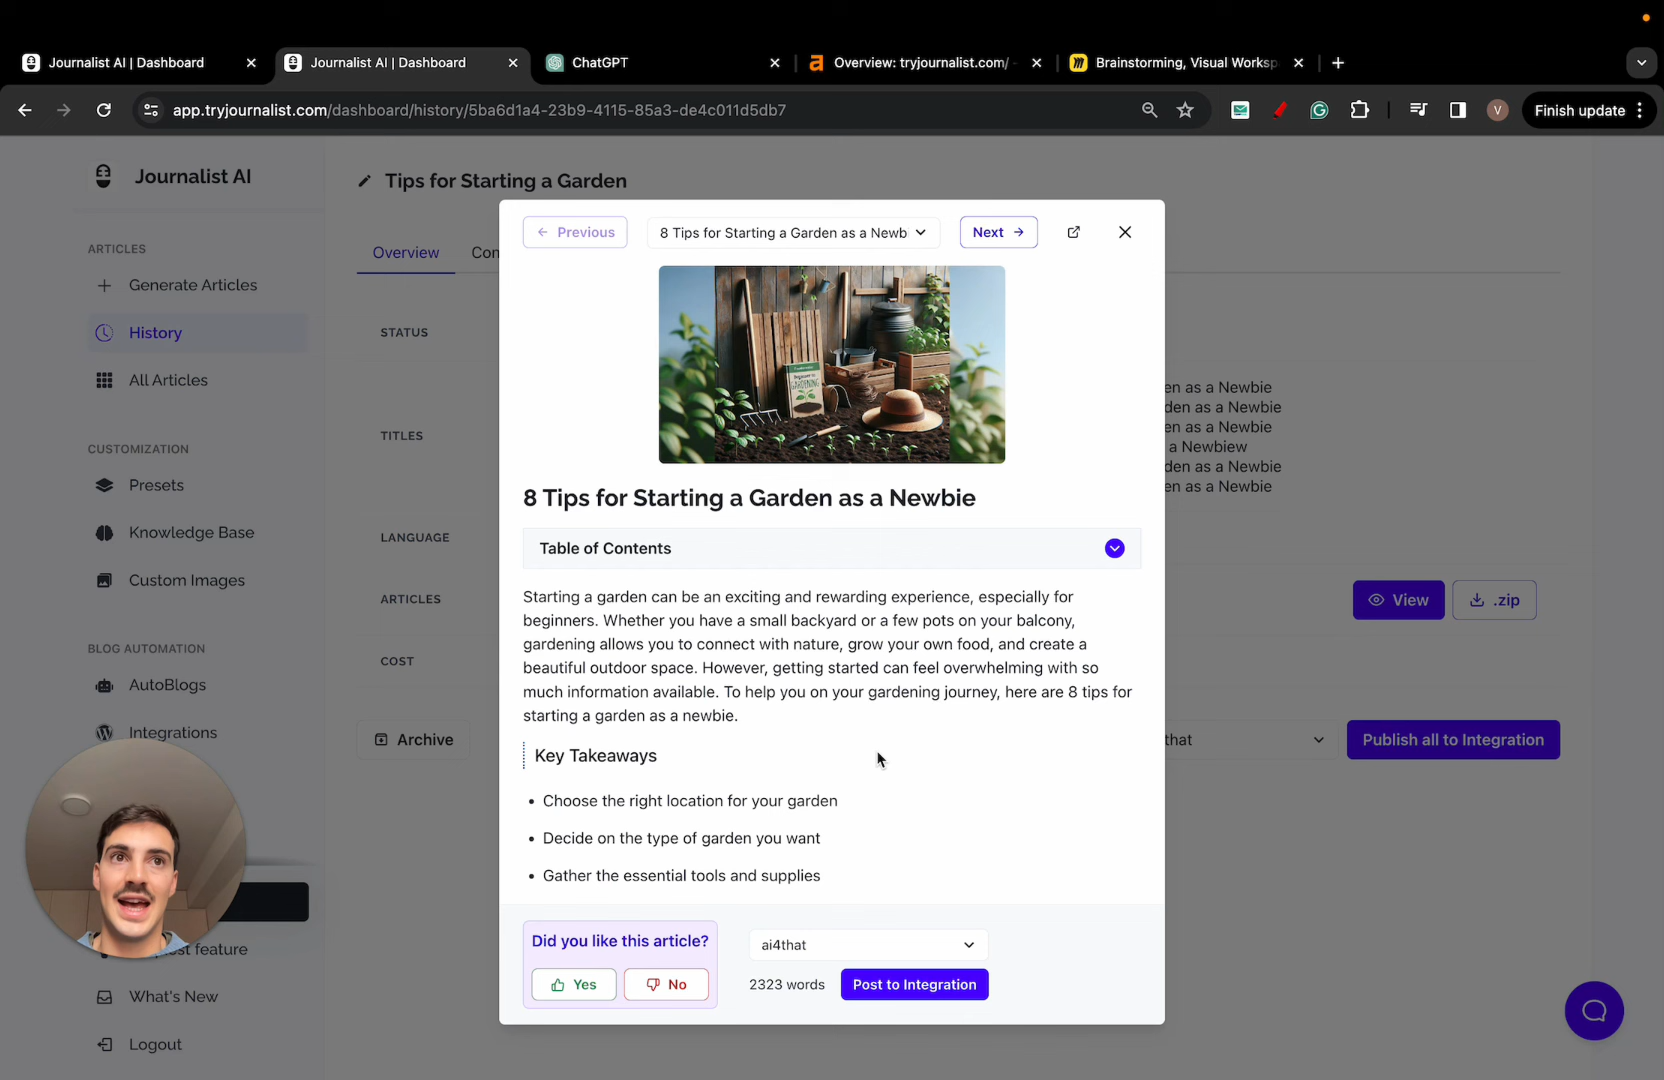 Journalist AI | Dashboard
Journalist AI | Dashboard
ChatGPT
Overview: tryjournalist.com/
Brainstorming, Visual Worksp
app.tryjournalist.com/dashboard/history/5ba6d1a4-23b9-4115-85a3-de4c011d5db7
V
Finish update
Journalist AI
ARTICLES
Generate Articles
History
All Articles
CUSTOMIZATION
Presets
Knowledge Base
Custom Images
BLOG AUTOMATION
AutoBlogs
Integrations
feature
What's New
Logout
Tips for Starting a Garden
Overview
Con
STATUS
TITLES
LANGUAGE
ARTICLES
COST
Archive
Previous
8 Tips for Starting a Garden as a Newb
Next
GARDENING
8 Tips for Starting a Garden as a Newbie
Table of Contents
Starting a garden can be an exciting and rewarding experience, especially for
beginners. Whether you have a small backyard or a few pots on your balcony,
gardening allows you to connect with nature, grow your own food, and create a
beautiful outdoor space. However, getting started can feel overwhelming with so
much information available. To help you on your gardening journey, here are 8 tips for
starting a garden as a newbie.
Key Takeaways
• Choose the right location for your garden
• Decide on the type of garden you want
• Gather the essential tools and supplies
Did you like this article?
Yes
No
ai4that
2323 words
Post to Integration
en as a Newbie
den as a Newbie
en as a Newbie
a Newbiew
den as a Newbie
en as a Newbie
View
.zip
that
Publish all to Integration